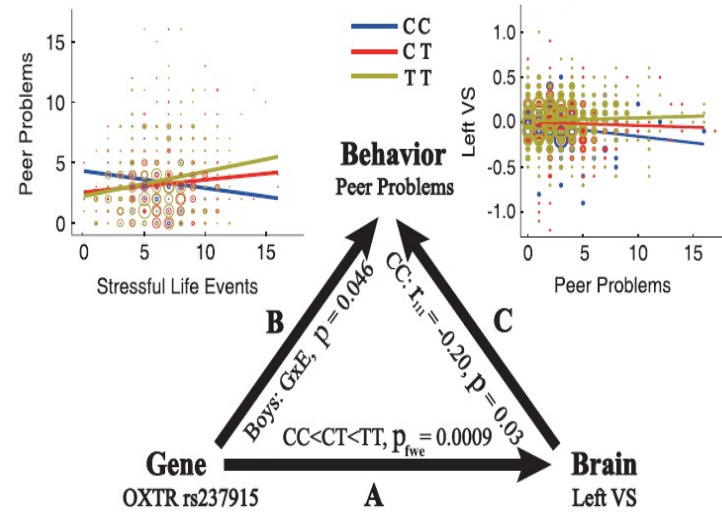 CC
CT
TT
Peer Problems
15
10
5
0
0 5 10 15
Stressful Life Events
Left VS
1.0
0.5
0.0
-0.5
-1.0
0 5 10 15
Peer Problems
Behavior
Peer Problems
B
Boys: GxE, p = 0.046
C
CC: r₁₁₁ = -0.20, p = 0.03
CC<CT<TT, pfwe = 0.0009
Gene
OXTR rs237915
A
Brain
Left VS